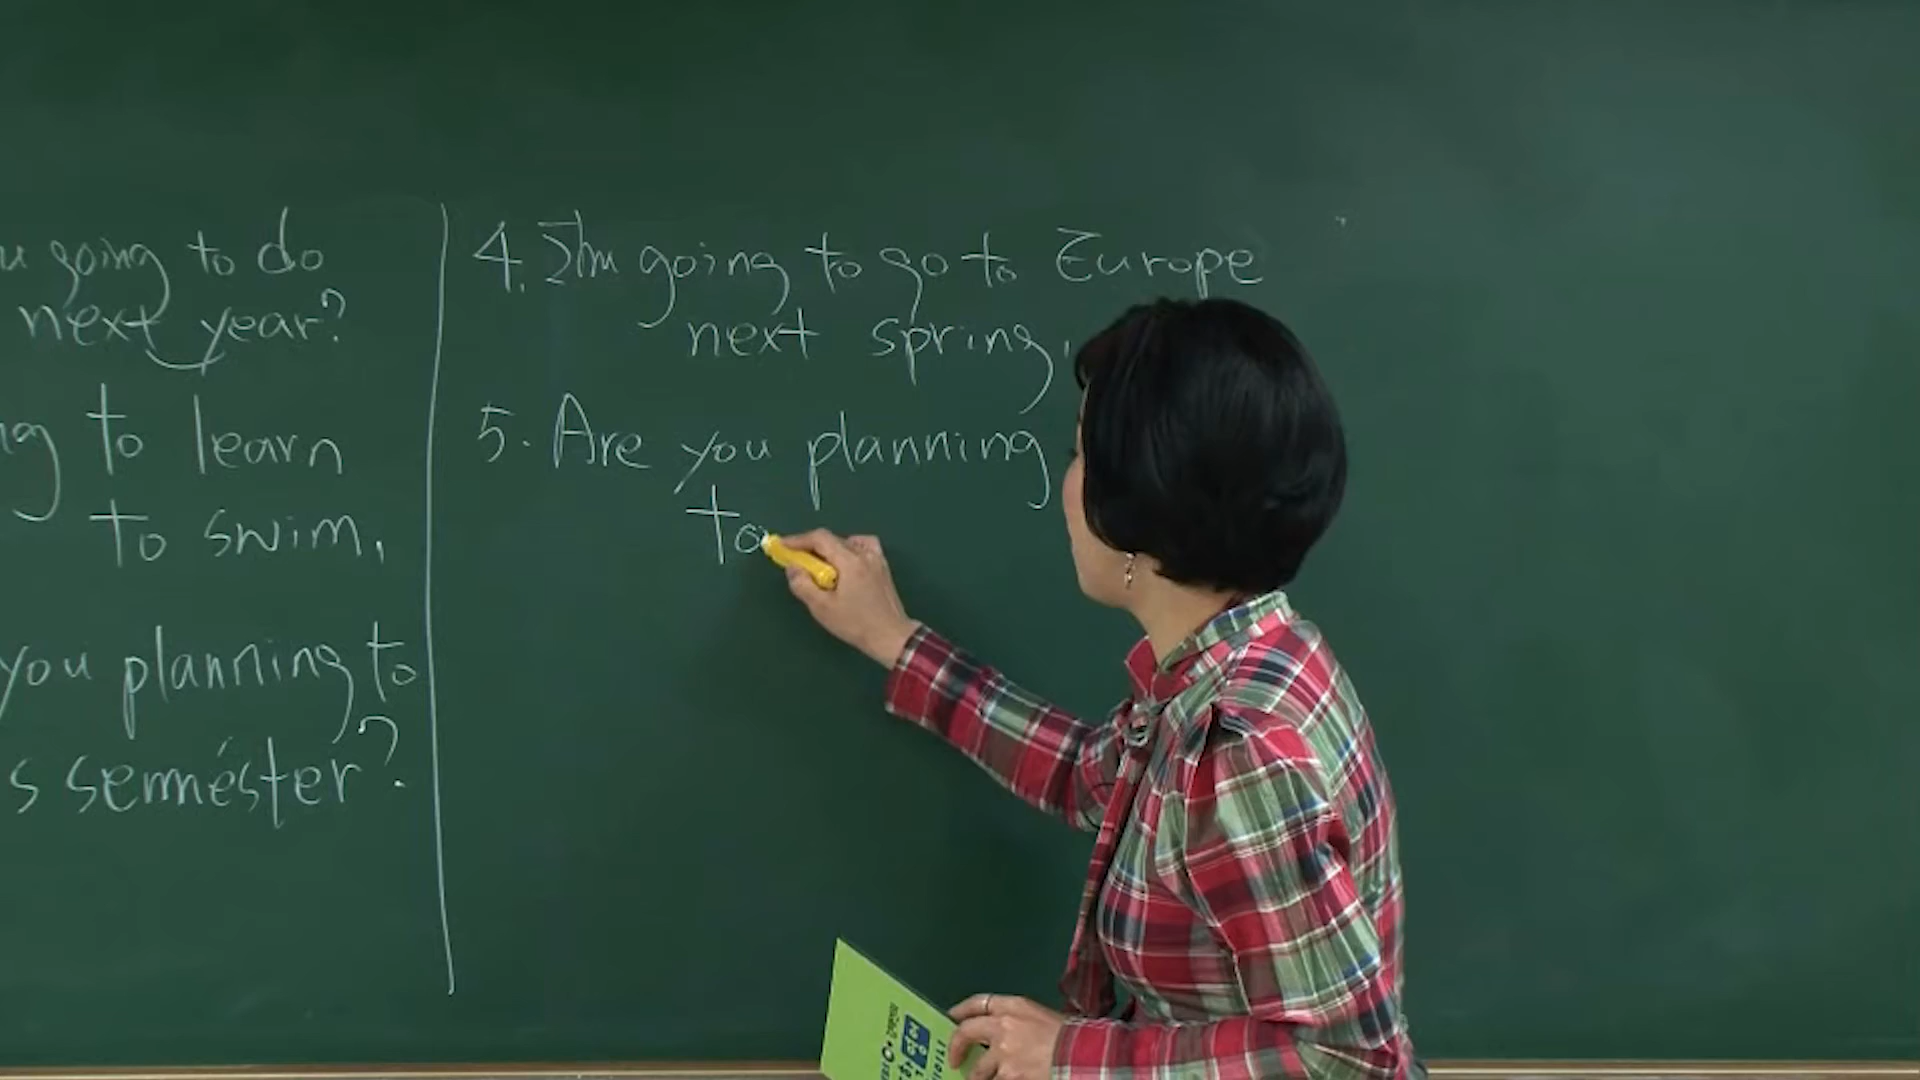 going to do
next year?
to learn
to swim.
you planning to
s semester?
4. I'm going to go to Europe
next spring.
5. Are you planning
to